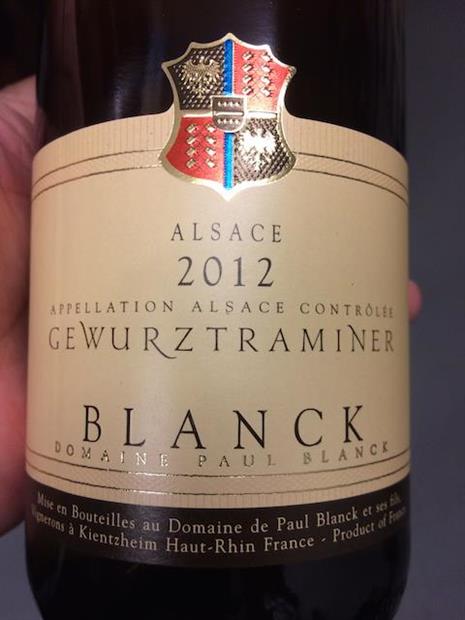 ALSACE
2012
APPELLATION ALSACE CONTRÔLÉE
GEWURZTRAMINER
BLANCK
DOMAINE PAUL BLANCK
Mise en Bouteilles au Domaine de Paul Blanck et ses fils,
Vignerons à Kientzheim Haut-Rhin France - Product of France